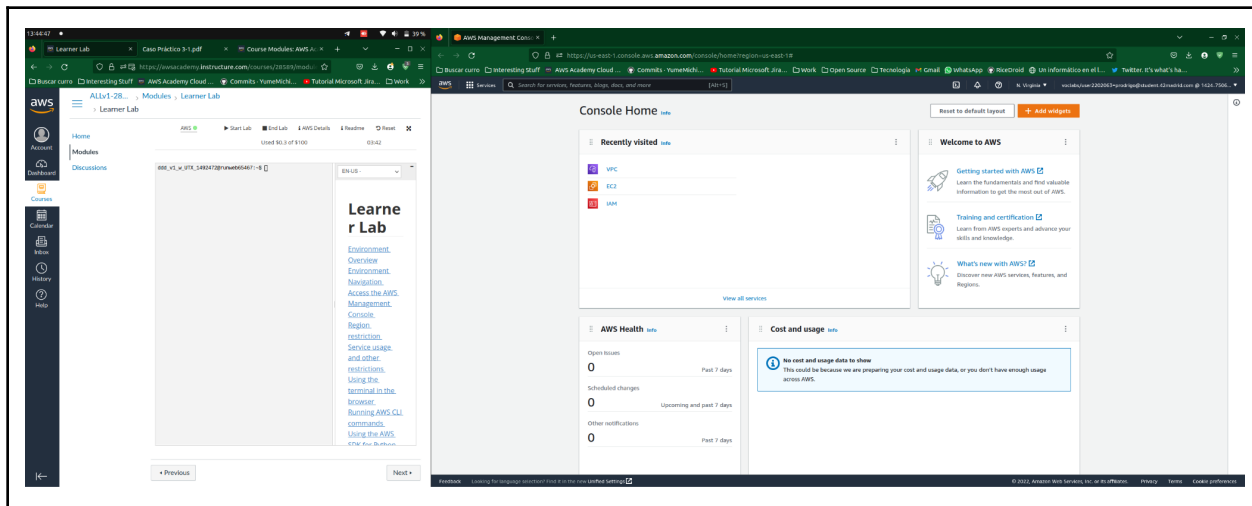 13:44:47
39 %
Learner Lab
Caso Práctico 3-1.pdf
Course Modules: AWS Ac
https://awsacademy.instructure.com/courses/28589/modul
Buscar curro
Interesting Stuff
AWS Academy Cloud ...
Commits · YumeMichi...
Tutorial Microsoft Jira...
Work
aws
Account
Dashboard
Courses
Calendar
Inbox
History
Help
ALLv1-28...
Modules
Learner Lab
> Learner Lab
Home
Modules
Discussions
AWS
Start Lab
End Lab
AWS Details
Readme
Reset
Used $0.3 of $100
03:42
EN-US
Learne
r Lab
Environment
Overview
Environment
Navigation
Access the AWS
Management
Console
Region
restriction
Service usage
and other
restrictions
Using the
terminal in the
browser
Running AWS CLI
commands
Using the AWS
SDK for Python
Previous
Next
AWS Management Consol
https://us-east-1.console.aws.amazon.com/console/home?region=us-east-1#
Buscar curro
Interesting Stuff
AWS Academy Cloud ...
Commits · YumeMichi...
Tutorial Microsoft Jira...
Work
Open Source
Tecnología
Gmail
WhatsApp
RiceDroid
Un informático en el l...
Twitter. It's what's ha...
aws
Services
Search for services, features, blogs, docs, and more
[Alt+S]
N. Virginia
Console Home Info
Reset to default layout
+ Add widgets
Recently visited Info
VPC
EC2
IAM
View all services
Welcome to AWS
Getting started with AWS
Learn the fundamentals and find valuable
information to get the most out of AWS.
Training and certification
Learn from AWS experts and advance your
skills and knowledge.
What's new with AWS?
Discover new AWS services, features, and
Regions.
AWS Health Info
Open issues
0
Past 7 days
Scheduled changes
0
Upcoming and past 7 days
Other notifications
0
Past 7 days
Cost and usage Info
No cost and usage data to show
This could be because we are preparing your cost and usage data, or you don't have enough usage
across AWS.
Feedback
Looking for language selection? Find it in the new Unified Settings
© 2022, Amazon Web Services, Inc. or its affiliates.
Privacy
Terms
Cookie preferences